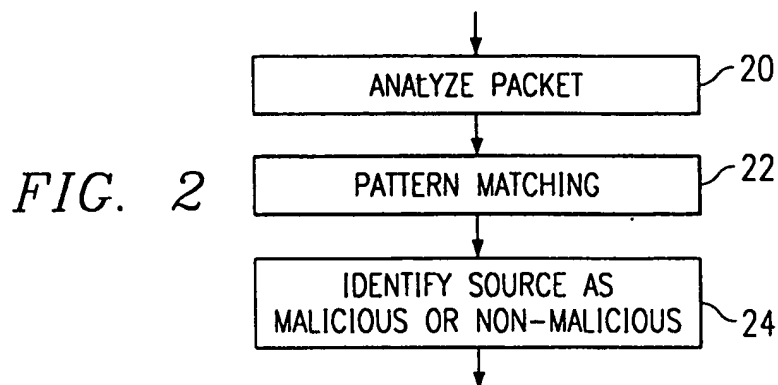 ANALYZE PACKET
20
FIG. 2
PATTERN MATCHING
22
IDENTIFY SOURCE AS
MALICIOUS OR NON-MALICIOUS
24